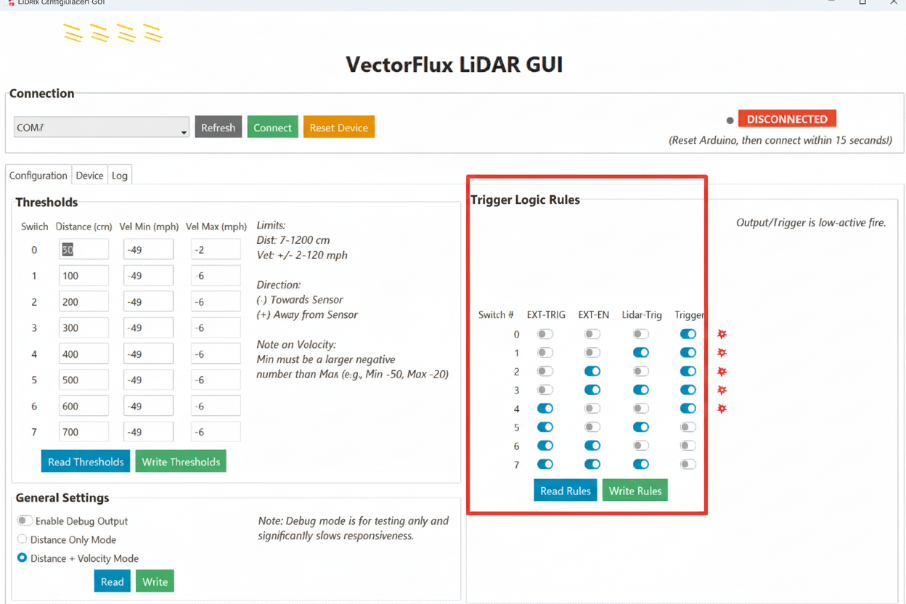 LiDRix Configiulacerl GUI
VectorFlux LiDAR GUI
Connection
COM7
Refresh
Connect
Reset Device
DISCONNECTED
(Reset Arduino, then connect within 15 seconds!)
Configuration Device Log
Thresholds
Swiich Distance (cm) Vel Min (mph) Vel Max (mph)
0 30 -49 -2
1 100 -49 -6
2 200 -49 -6
3 300 -49 -6
4 400 -49 -6
5 500 -49 -6
6 600 -49 -6
7 700 -49 -6
Read Thresholds Write Thresholds
Limits:
Dist: 7-1200 cm
Vet: +/- 2-120 mph
Direction:
(-) Towards Sensor
(+) Away from Sensor
Note on Volocity:
Min must be a larger negative
number than Max (e.g., Min -50, Max -20)
General Settings
Enable Debug Output
Distance Only Mode
Distance + Volocity Mode
Read Write
Note: Debug mode is for testing only and
significantly slows responsiveness.
Trigger Logic Rules
Output/Trigger is low-active fire.
Switch # EXT-TRIG EXT-EN Lidar-Trig Trigger
0
1
2
3
4
5
6
7
Read Rules Write Rules